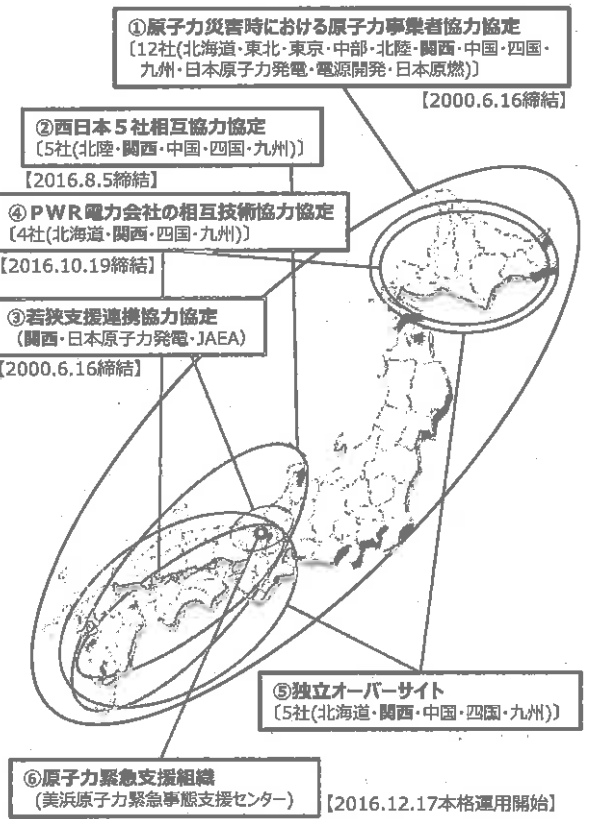 ①原子力災害時における原子力事業者協力協定
〔12社(北海道・東北・東京・中部・北陸・関西・中国・四国・
九州・日本原子力発電・電源開発・日本原燃)〕
【2000.6.16締結】
②西日本5社相互協力協定
〔5社(北陸・関西・中国・四国・九州)〕
【2016.8.5締結】
④PWR電力会社の相互技術協力協定
〔4社(北海道・関西・四国・九州)〕
【2016.10.19締結】
③若狭支援連携協力協定
(関西・日本原子力発電・JAEA)
【2000.6.16締結】
⑤独立オーバーサイト
〔5社(北海道・関西・中国・四国・九州)〕
⑥原子力緊急支援組織
(美浜原子力緊急事態支援センター)
【2016.12.17本格運用開始】